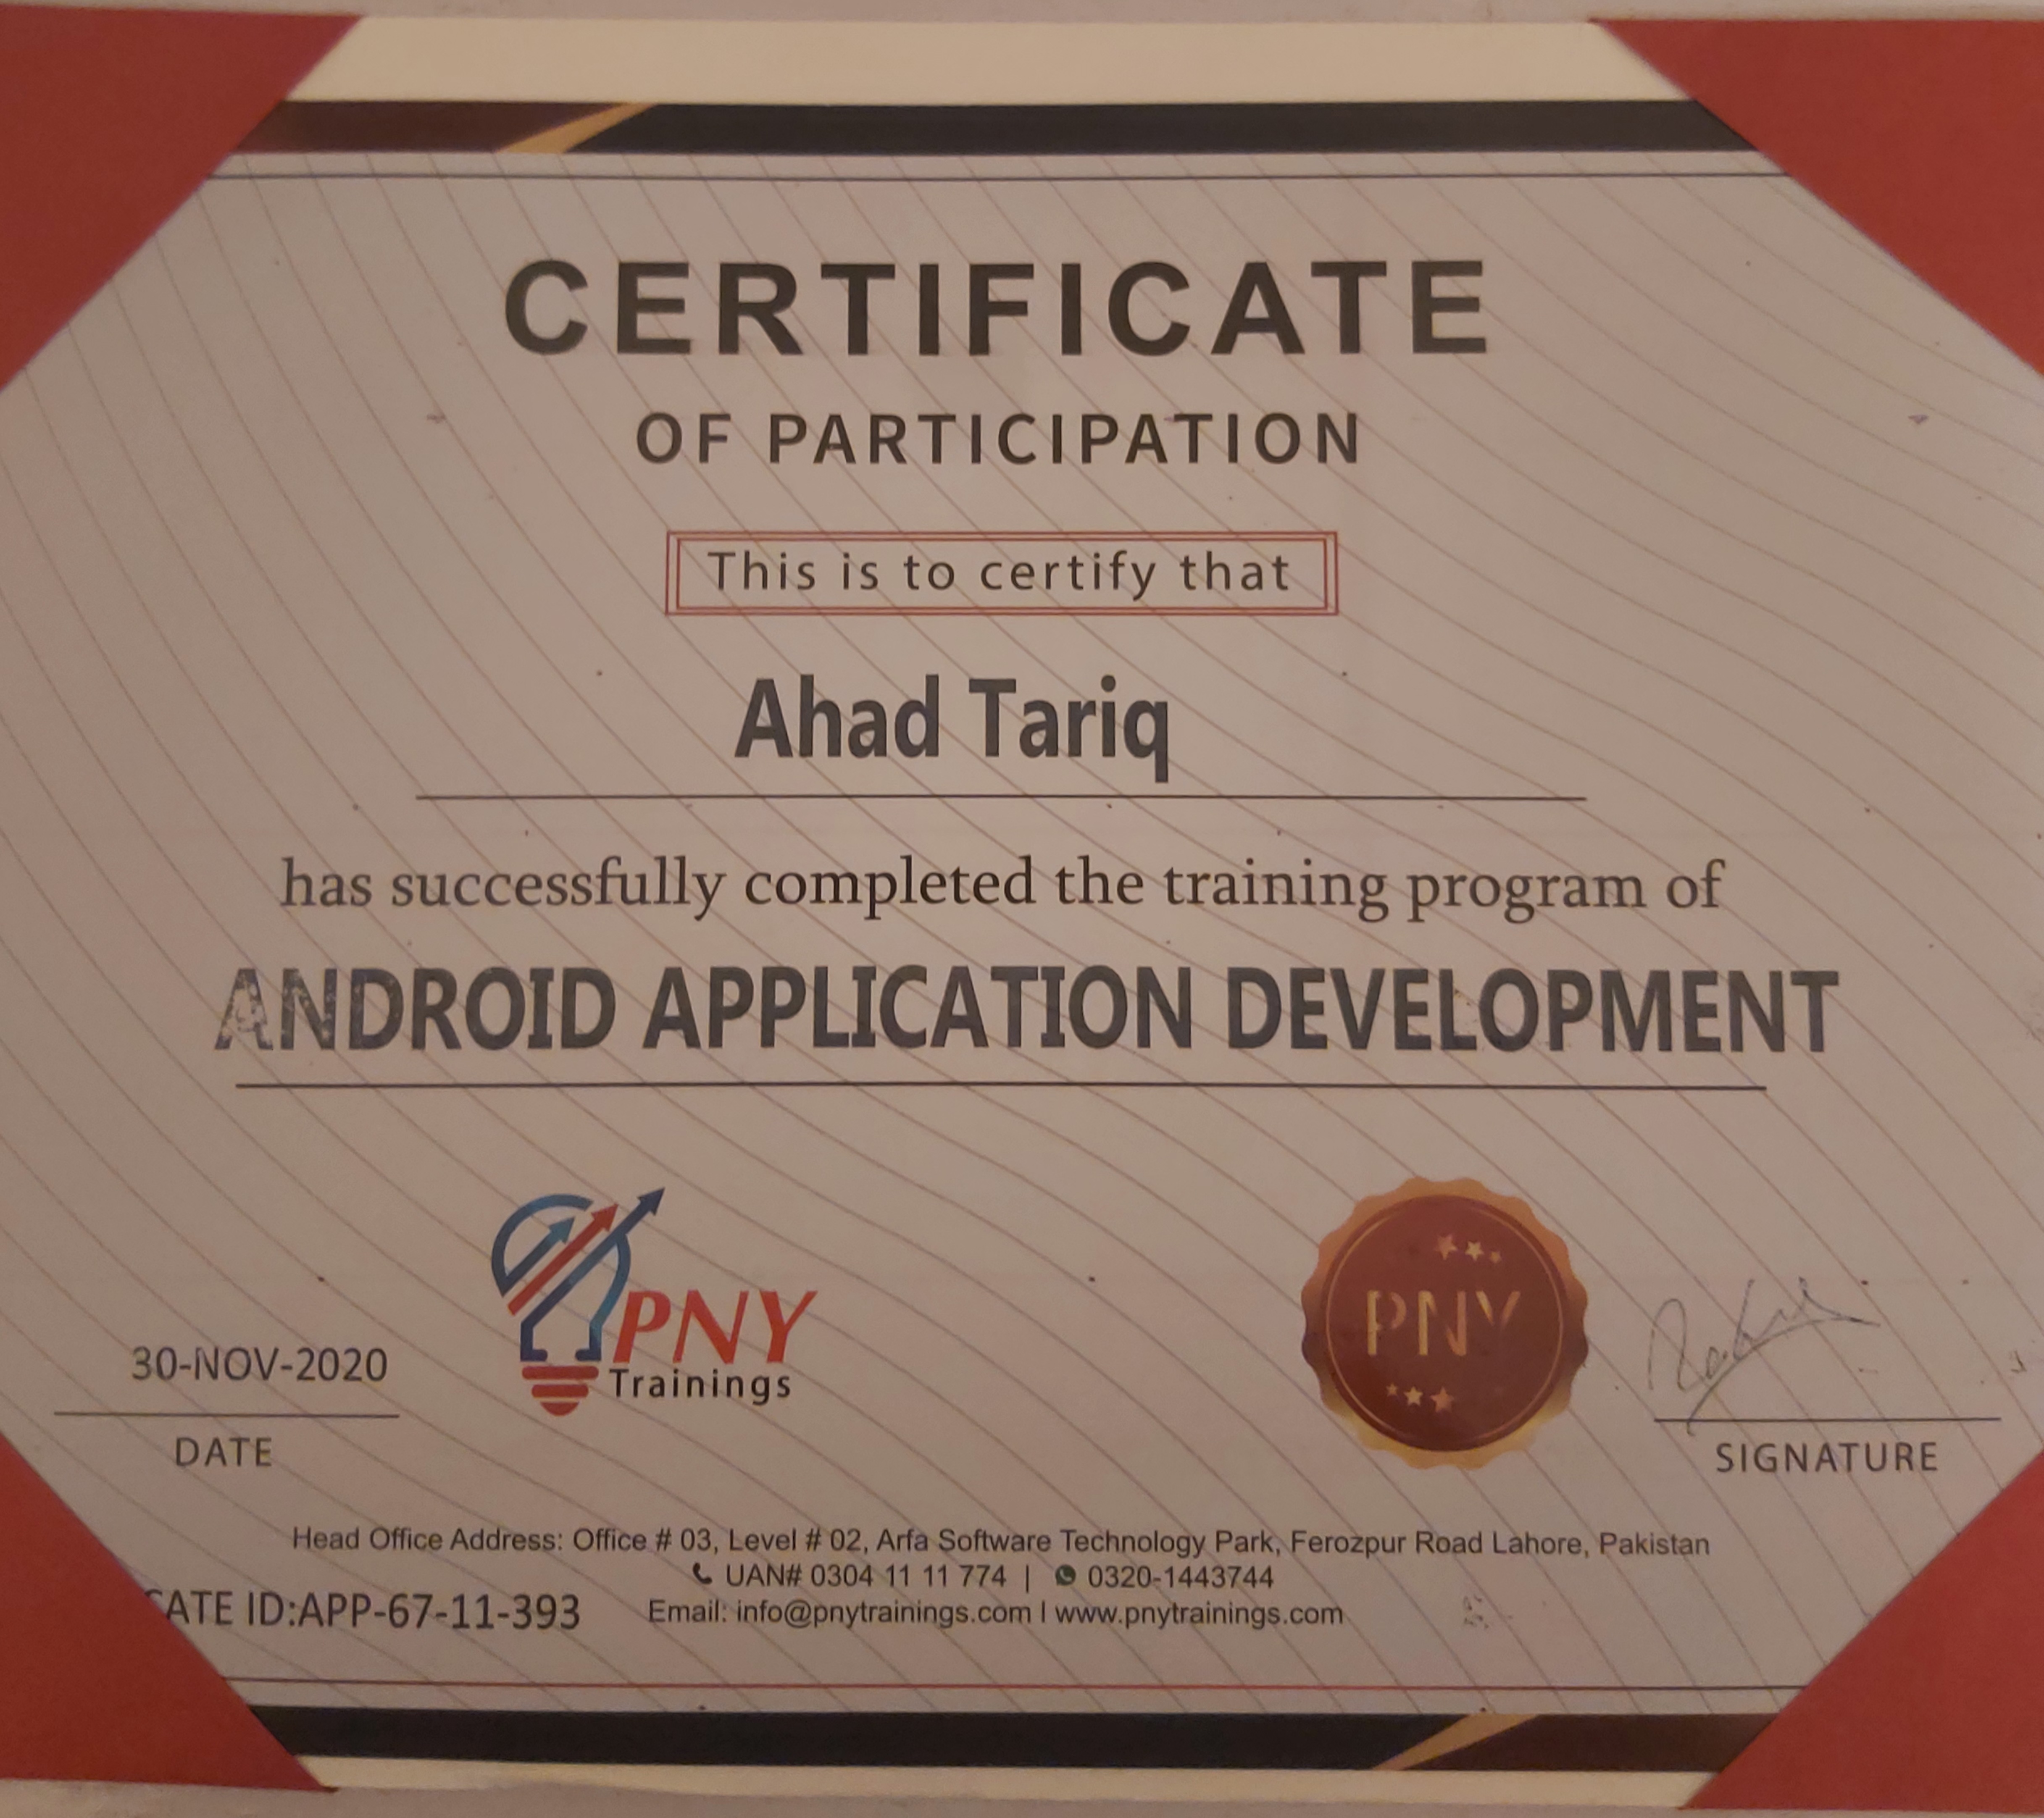 CERTIFICATE
OF PARTICIPATION
This is to certify that
Ahad Tariq
has successfully completed the training program of
ANDROID APPLICATION DEVELOPMENT
PNY
Trainings
PNY
30-NOV-2020
DATE
SIGNATURE
Head Office Address: Office # 03, Level # 02, Arfa Software Technology Park, Ferozpur Road Lahore, Pakistan
UAN# 0304 11 11 774 | 0320-1443744
CATE ID:APP-67-11-393
Email: info@pnytrainings.com I www.pnytrainings.com